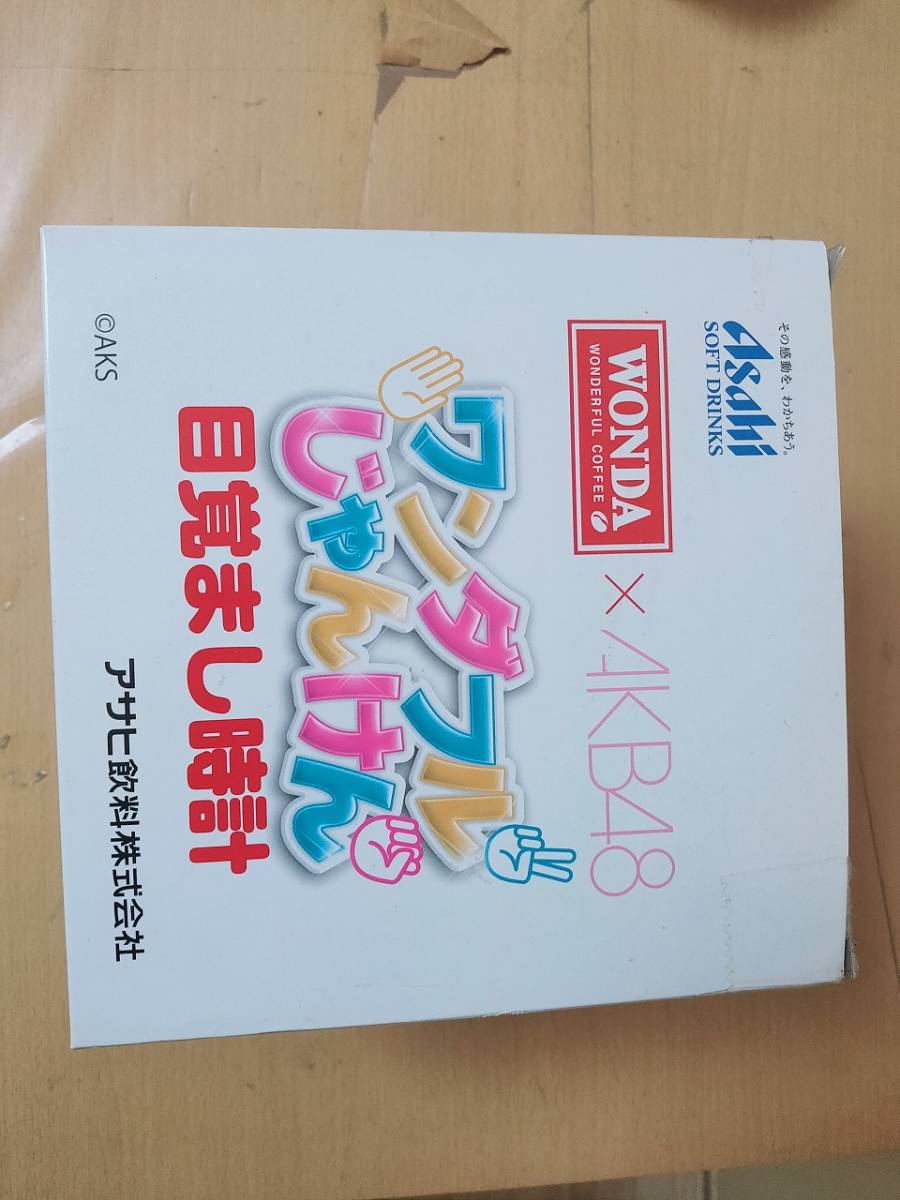 その感動を、わかちあう。
Asahi
SOFT DRINKS
WONDA
WONDERFUL COFFEE
× AKB48
ワンダフル
じゃんけん
目覚まし時計
アサヒ飲料株式会社
©AKS